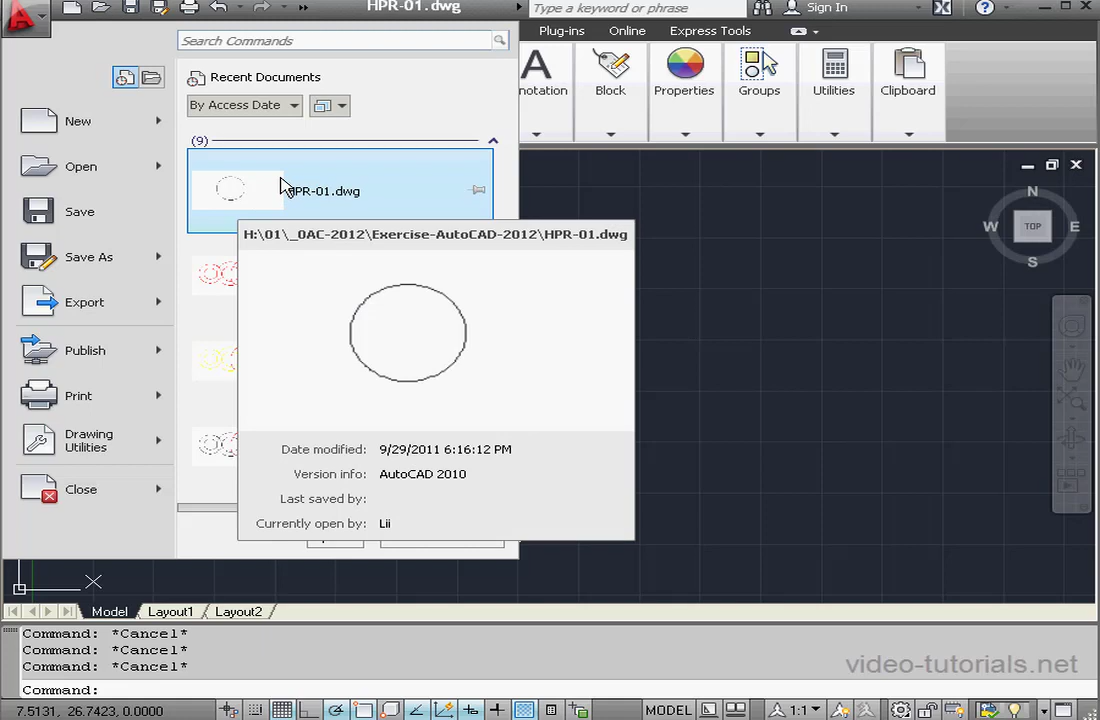 HPR-01.dwg
Type a keyword or phrase
Sign In
Search Commands
Plug-ins
Online
Express Tools
Recent Documents
By Access Date
(9)
New
Open
Save
Save As
Export
Publish
Print
Drawing
Utilities
Close
HPR-01.dwg
notation
Block
Properties
Groups
Utilities
Clipboard
H:\01\_0AC-2012\Exercise-AutoCAD-2012\HPR-01.dwg
Date modified: 9/29/2011 6:16:12 PM
Version info: AutoCAD 2010
Last saved by:
Currently open by: Lii
N
W TOP E
S
X
Model Layout1 Layout2
Command: *Cancel*
Command: *Cancel*
Command: *Cancel*
Command:
video-tutorials.net
7.5131, 26.7423, 0.0000
MODEL
1:1